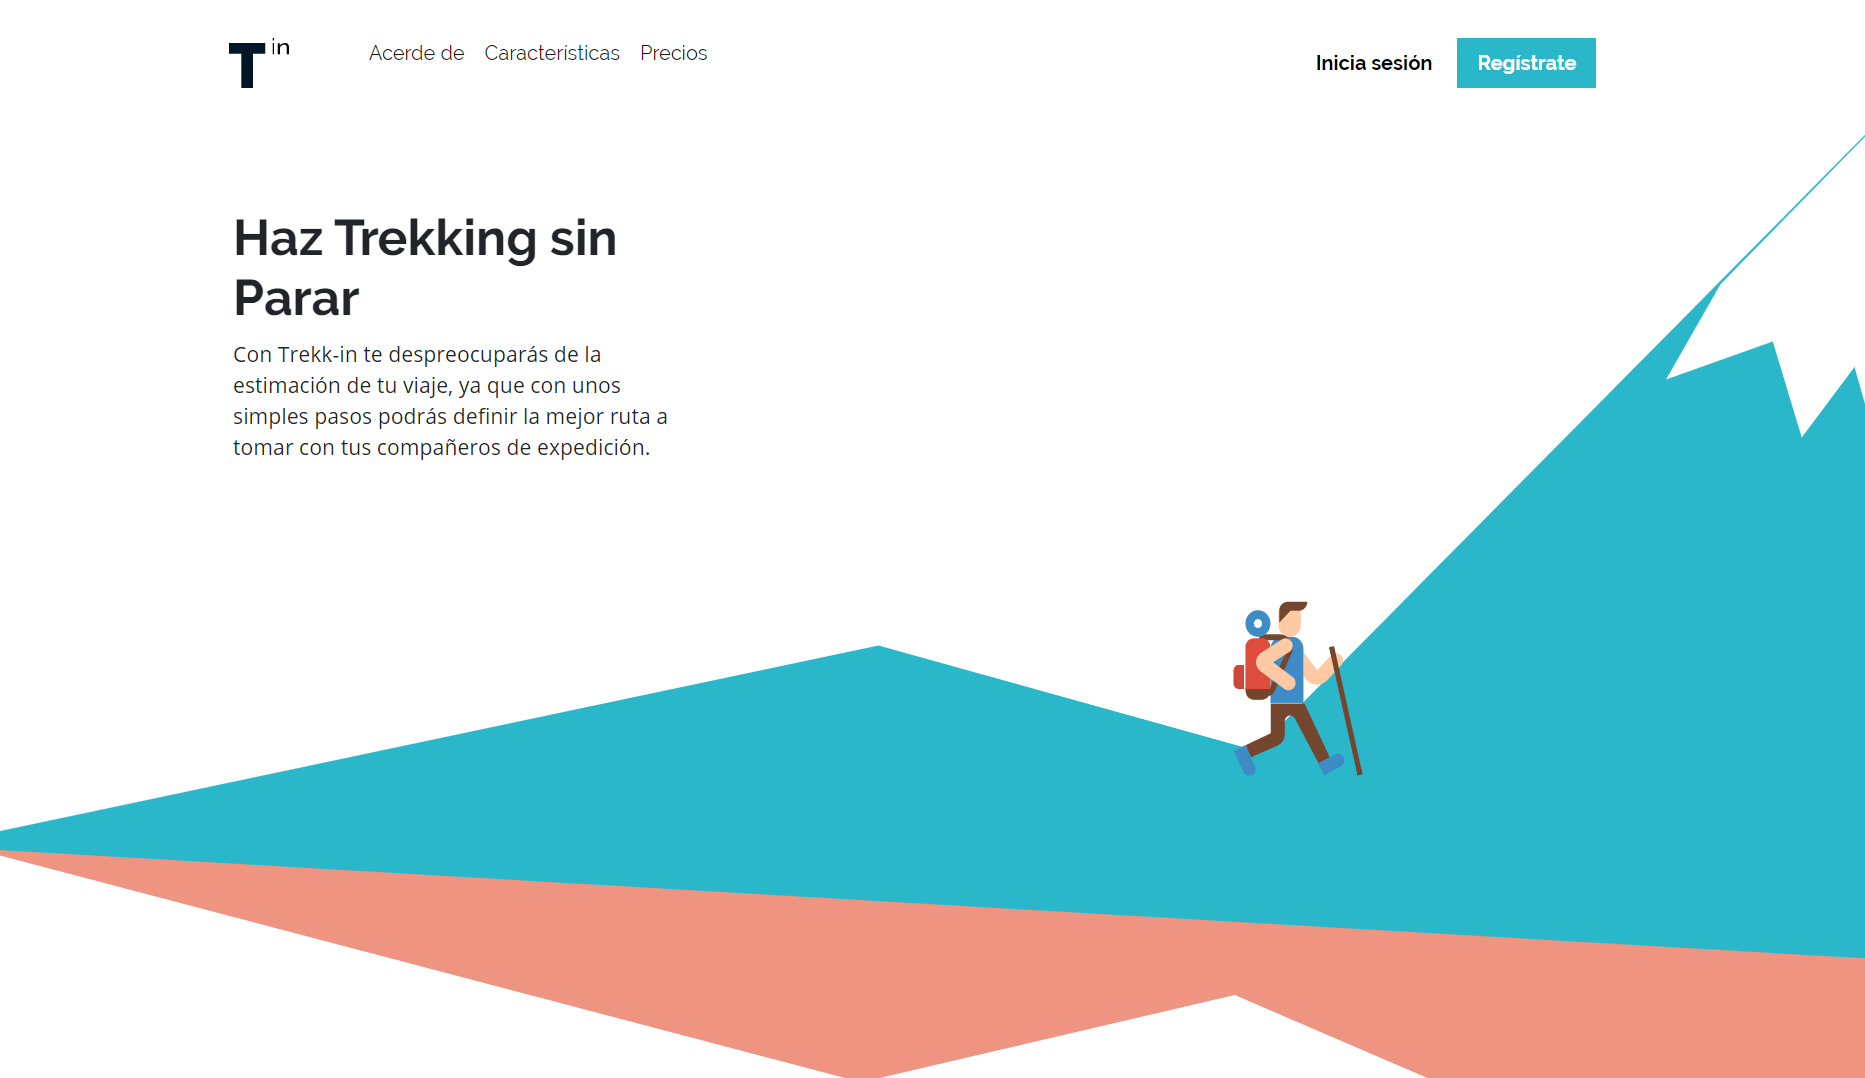 T in
Acerde de Características Precios
Inicia sesión Regístrate
Haz Trekking sin
Parar
Con Trekk-in te despreocuparás de la
estimación de tu viaje, ya que con unos
simples pasos podrás definir la mejor ruta a
tomar con tus compañeros de expedición.